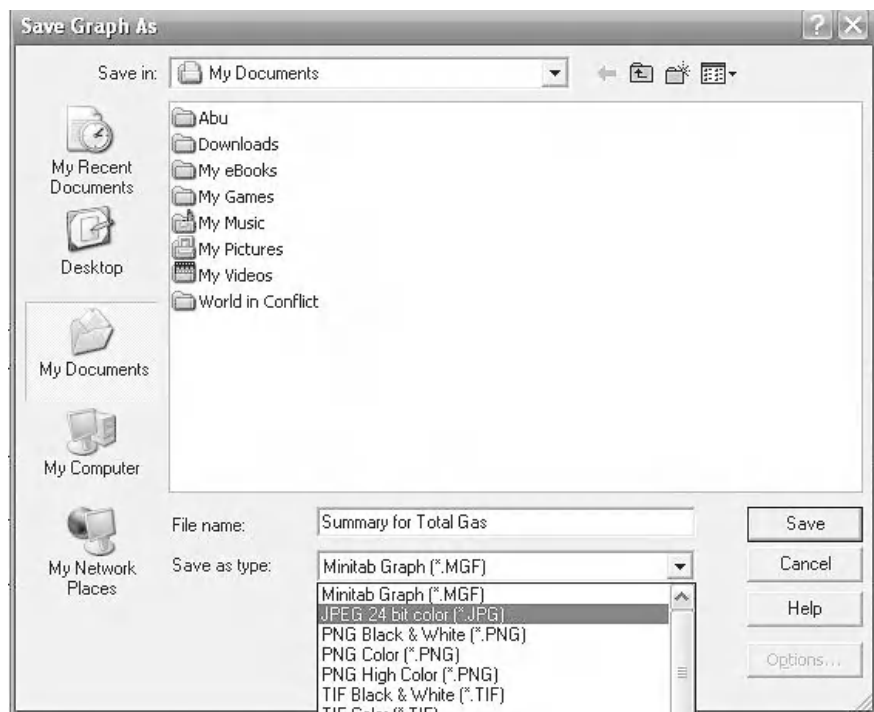 Save Graph As
Save in:
My Documents
My Recent
Documents
Desktop
My Documents
My Computer
My Network
Places
Abu
Downloads
My eBooks
My Games
My Music
My Pictures
My Videos
World in Conflict
File name:
Summary for Total Gas
Save
Save as type:
Minitab Graph (*.MGF)
Cancel
Minitab Graph (*.MGF)
JPEG 24 bit color (*.JPG)
PNG Black & White (*.PNG)
PNG Color (*.PNG)
PNG High Color (*.PNG)
TIF Black & White (*.TIF)
TIF Color (*.TIF)
Help
Options...